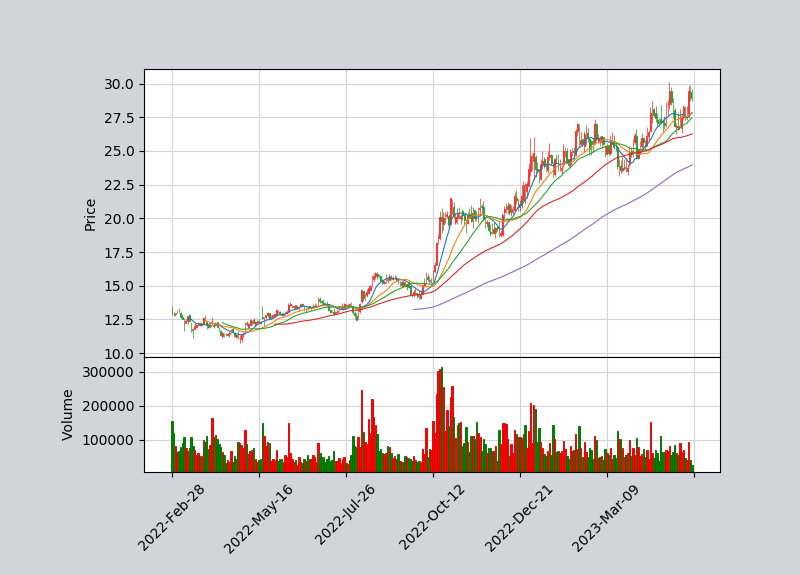 30.0
27.5
25.0
22.5
20.0
17.5
15.0
12.5
10.0
Price
300000
200000
100000
Volume
2022-Feb-28
2022-May-16
2022-Jul-26
2022-Oct-12
2022-Dec-21
2023-Mar-09